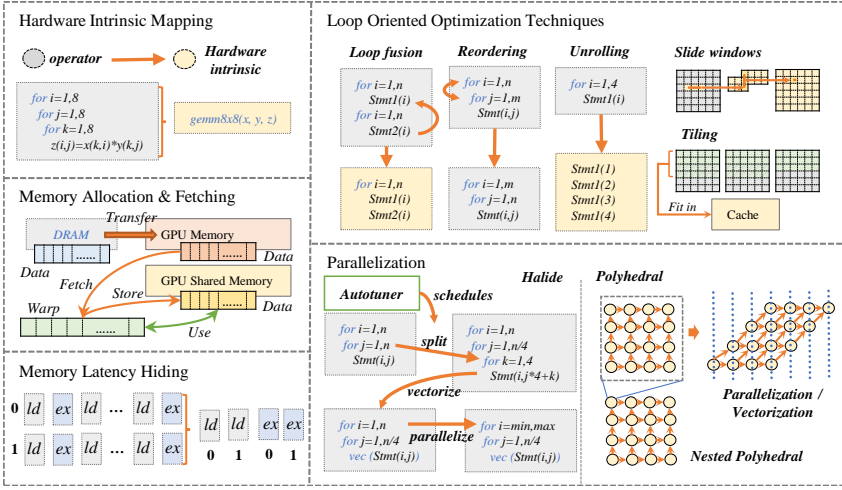 Hardware Intrinsic Mapping
operator
Hardware
intrinsic
for i=1,8
for j=1,8
for k=1,8
z(i,j)=x(k,i)*y(k,j)
gemm8x8(x, y, z)
Memory Allocation & Fetching
Transfer
DRAM
GPU Memory
......
......
Data
Data
Fetch
GPU Shared Memory
Store
......
Data
Warp
......
Use
Memory Latency Hiding
0 ld ex ld ... ld ex
1 ld ex ld ... ld ex
ld ld ex ex
0 1 0 1
Loop Oriented Optimization Techniques
Loop fusion
for i=1,n
Stmt1(i)
for i=1,n
Stmt2(i)
for i=1,n
Stmt1(i)
Stmt2(i)
Reordering
for i=1,n
for j=1,m
Stmt(i,j)
for i=1,m
for j=1,n
Stmt(i,j)
Unrolling
for i=1,4
Stmt1(i)
Stmt1(1)
Stmt1(2)
Stmt1(3)
Stmt1(4)
Slide windows
Tiling
Fit in
Cache
Parallelization
Halide
Autotuner
schedules
for i=1,n
for j=1,n
Stmt(i,j)
split
for i=1,n
for j=1,n/4
for k=1,4
Stmt(i,j*4+k)
vectorize
for i=1,n
for j=1,n/4
vec (Stmt(i,j))
parallelize
for i=min,max
for j=1,n/4
vec (Stmt(i,j))
Polyhedral
Parallelization /
Vectorization
Nested Polyhedral